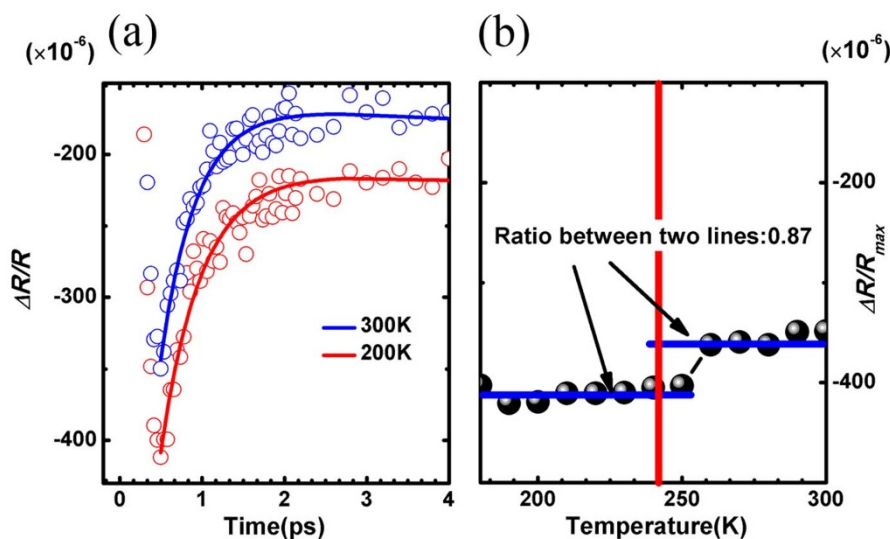 (a)
(×10⁻⁶)
-200
-300
-400
ΔR/R
300K
200K
0 1 2 3 4
Time(ps)
(b)
(×10⁻⁶)
-200
-400
ΔR/R_max
Ratio between two lines:0.87
200 250 300
Temperature(K)